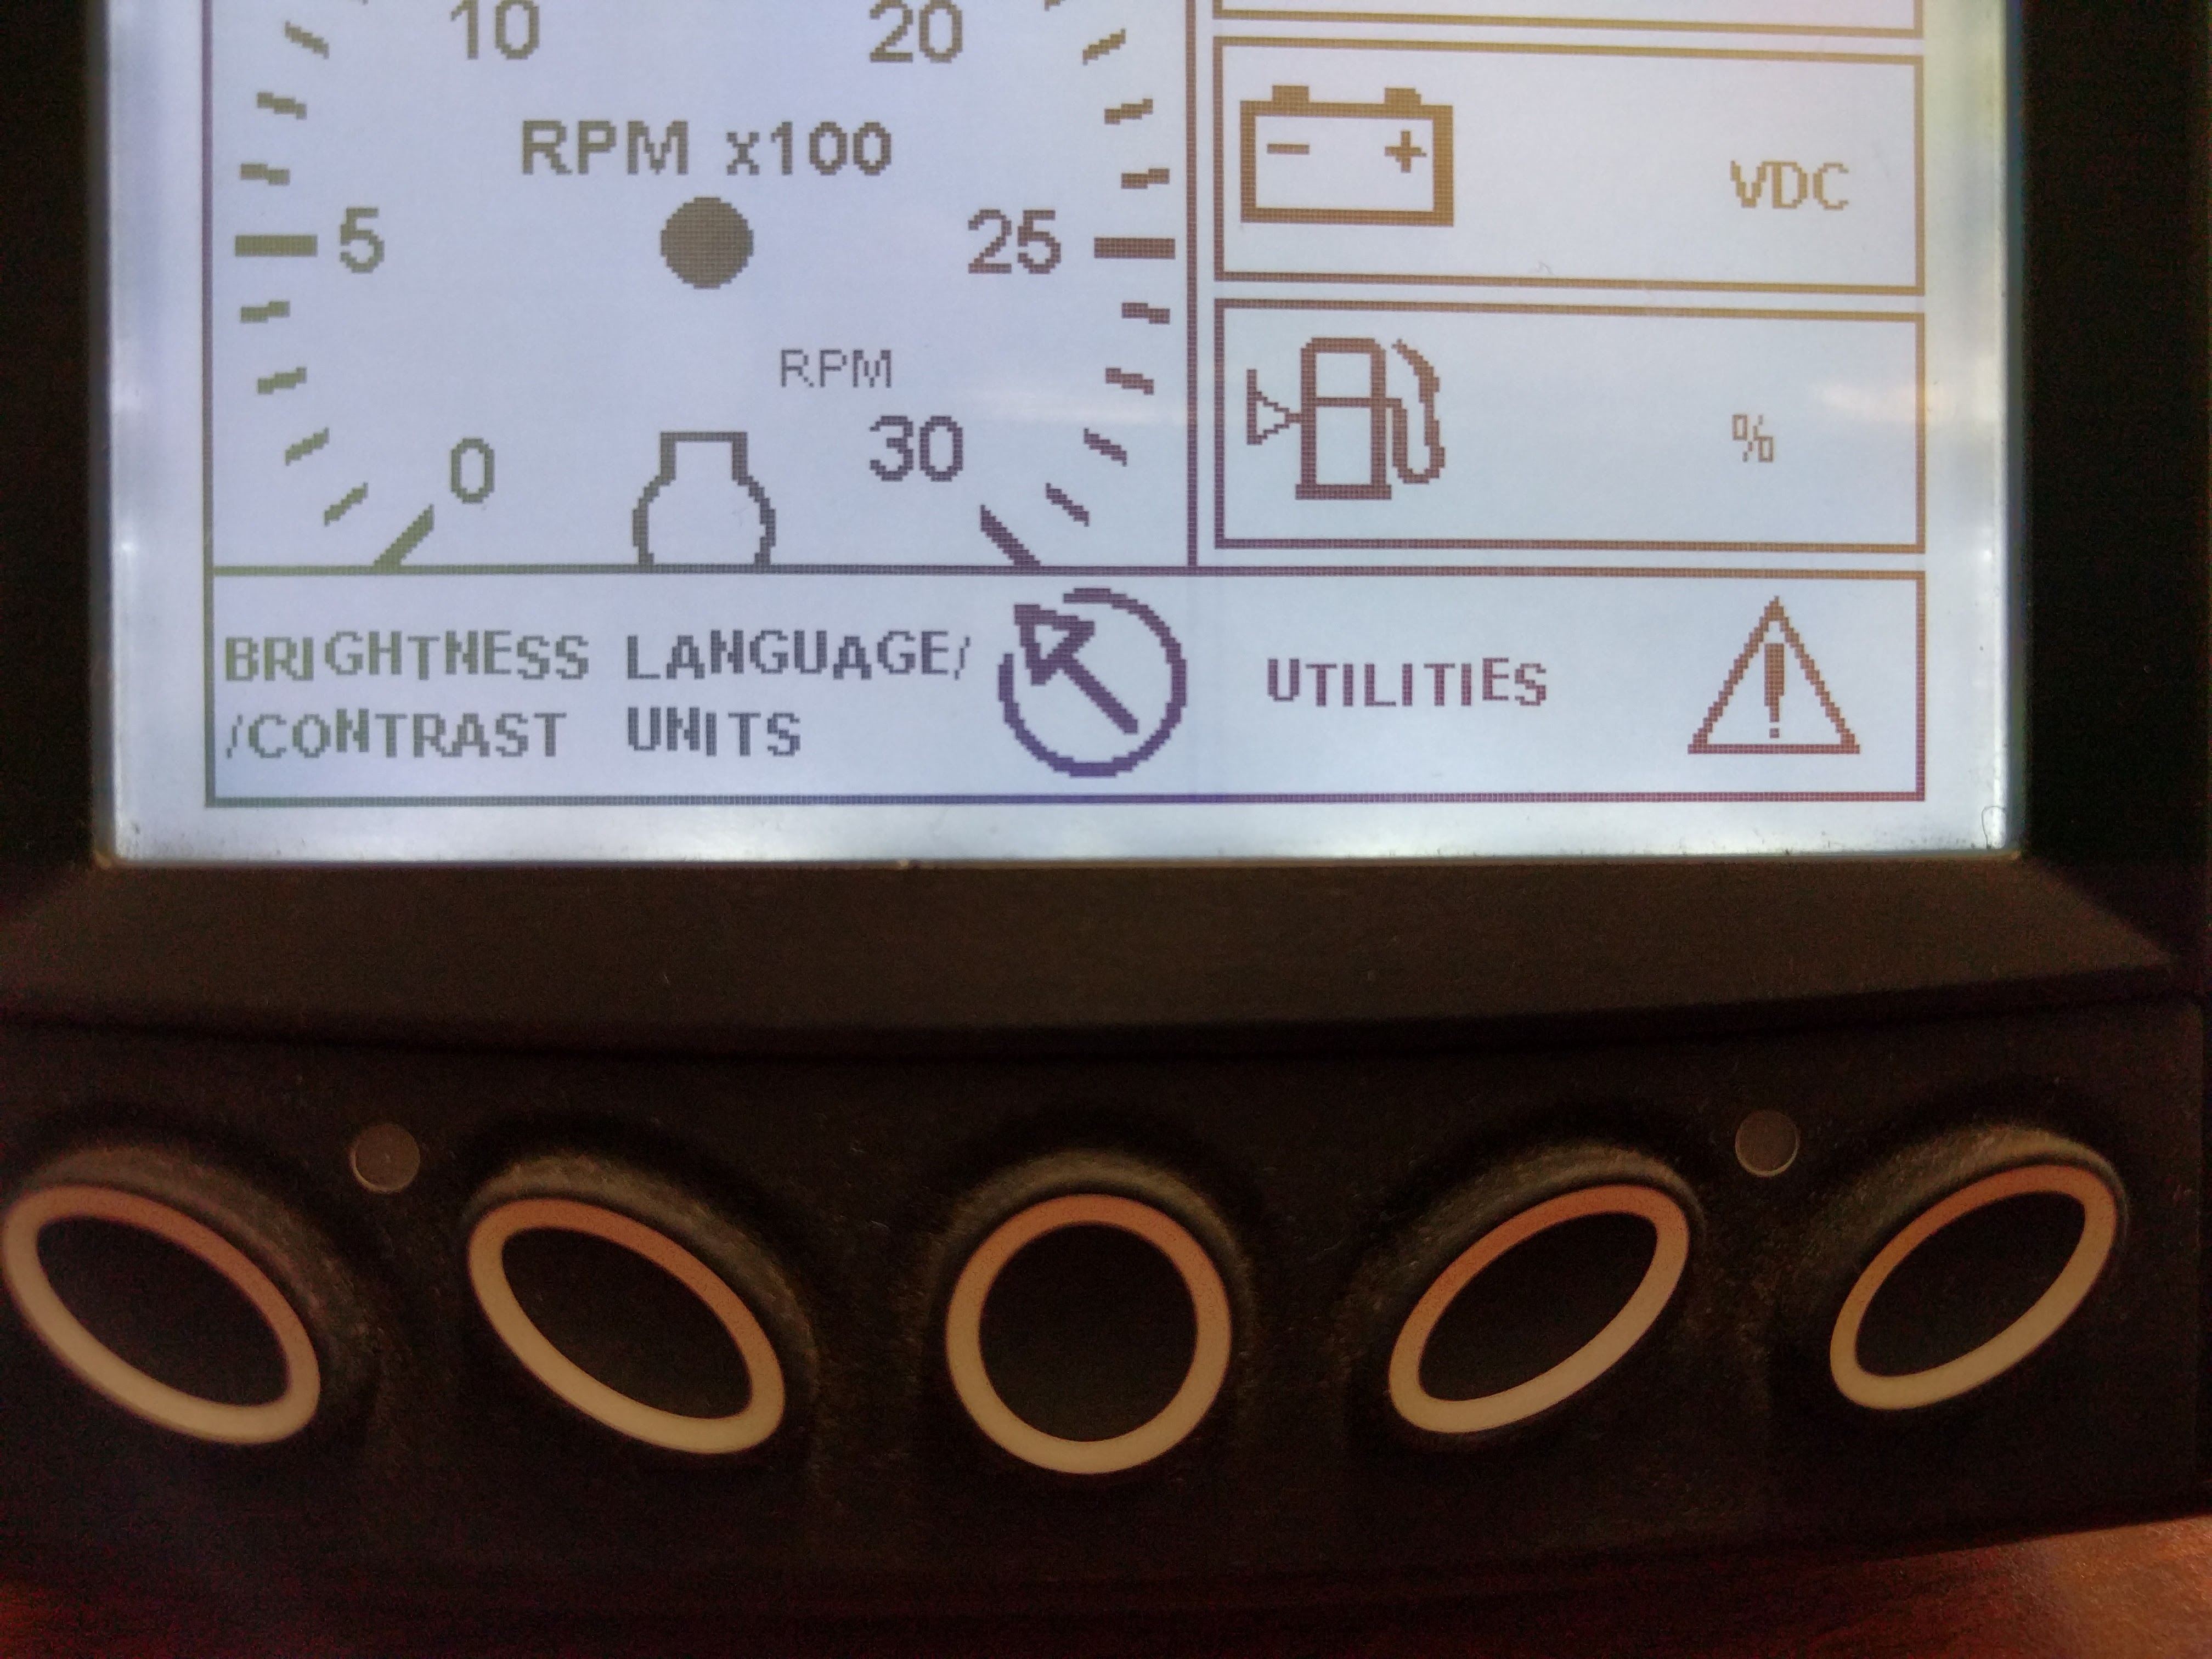 10 20
RPM x100
5 25
RPM
0 30
VDC
%
BRIGHTNESS
/CONTRAST
LANGUAGE/
UNITS
UTILITIES